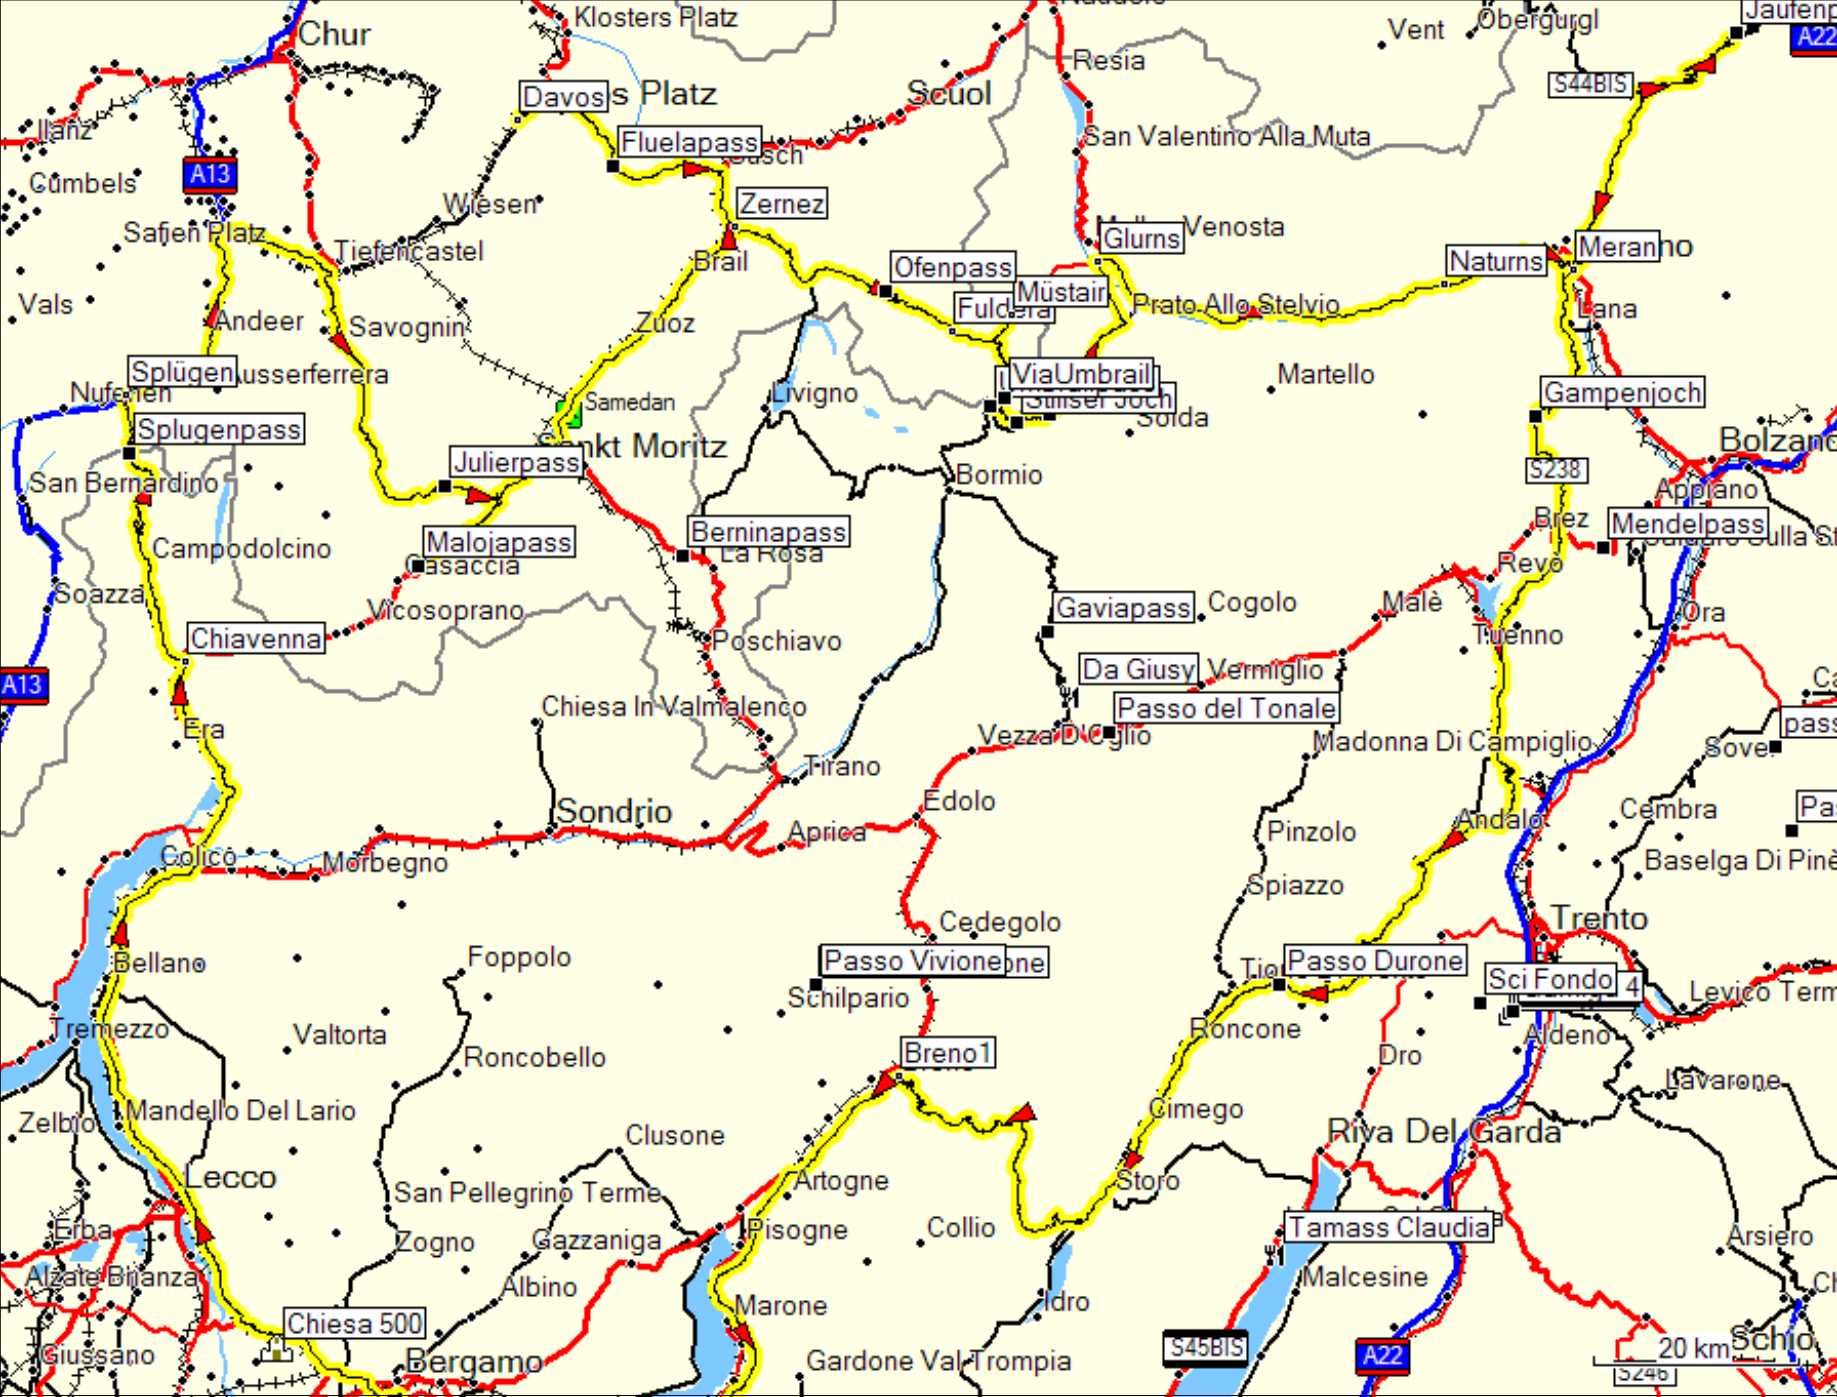 Klosters Platz
Vent
Obergurgl
A22
Chur
Resia
S44BIS
Davos
s Platz
Scuol
Ilanz
Fluelapass
San Valentino Alla Muta
A13
Cumbels
Wiesen
Zernez
Safien Platz
Tiefencastel
Brail
Glurns
Venosta
Meran
no
Naturns
Ofenpass
Müstair
Fuldera
Vals
Andeer
Savognin
Zuoz
Prato Allo Stelvio
Lana
Splügen
usserferrera
Nufenen
Samedan
Livigno
ViaUmbrail
Stilfser Joch
Solda
Martello
Gampenjoch
Splugenpass
Sankt Moritz
Bolzano
San Bernardino
Julierpass
Bormio
S238
Appiano
Campodolcino
Malojapass
Berninapass
La Rosa
Casaccia
Brez
Mendelpass
Revò
Soazza
Vicosoprano
Gaviapass
Cogolo
Malè
Ora
Chiavenna
Poschiavo
Tuenno
A13
Da Giusy
Vermiglio
Era
Chiesa In Valmalenco
Passo del Tonale
Vezza D'Oglio
Madonna Di Campiglio
pass
Sover
Tirano
Sondrio
Edolo
Aprica
Pinzolo
Andalo
Cembra
Colico
Morbegno
Baselga Di Pinè
Spiazzo
Cedegolo
Trento
Bellano
Foppolo
Passo Vivione
one
Passo Durone
Sci Fondo
4
Schilpario
Levico Term
Tremezzo
Valtorta
Roncobello
Roncone
Aldeno
Breno1
Dro
Lavarone
Zelbio
Mandello Del Lario
Clusone
Cimego
Riva Del Garda
Lecco
San Pellegrino Terme
Artogne
Storo
Erba
Zogno
Gazzaniga
Pisogne
Collio
Tamass Claudia
Arsiero
Alzate Brianza
Albino
Marone
Idro
Malcesine
Chiesa 500
Giussano
Bergamo
Gardone Val Trompia
S45BIS
A22
20 km
Schio
S246